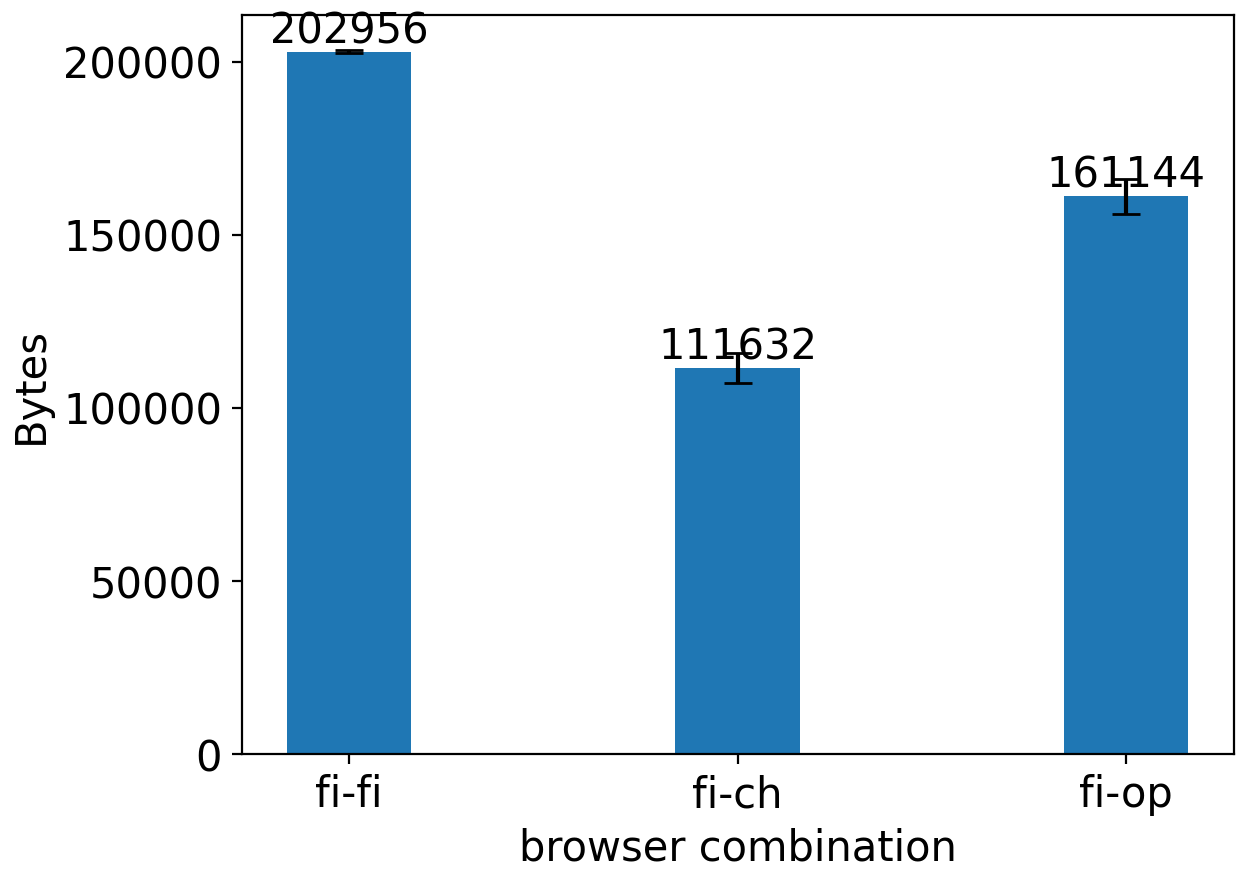 202956
200000
161144
150000
111632
100000
50000
0
Bytes
fi-fi
fi-ch
fi-op
browser combination